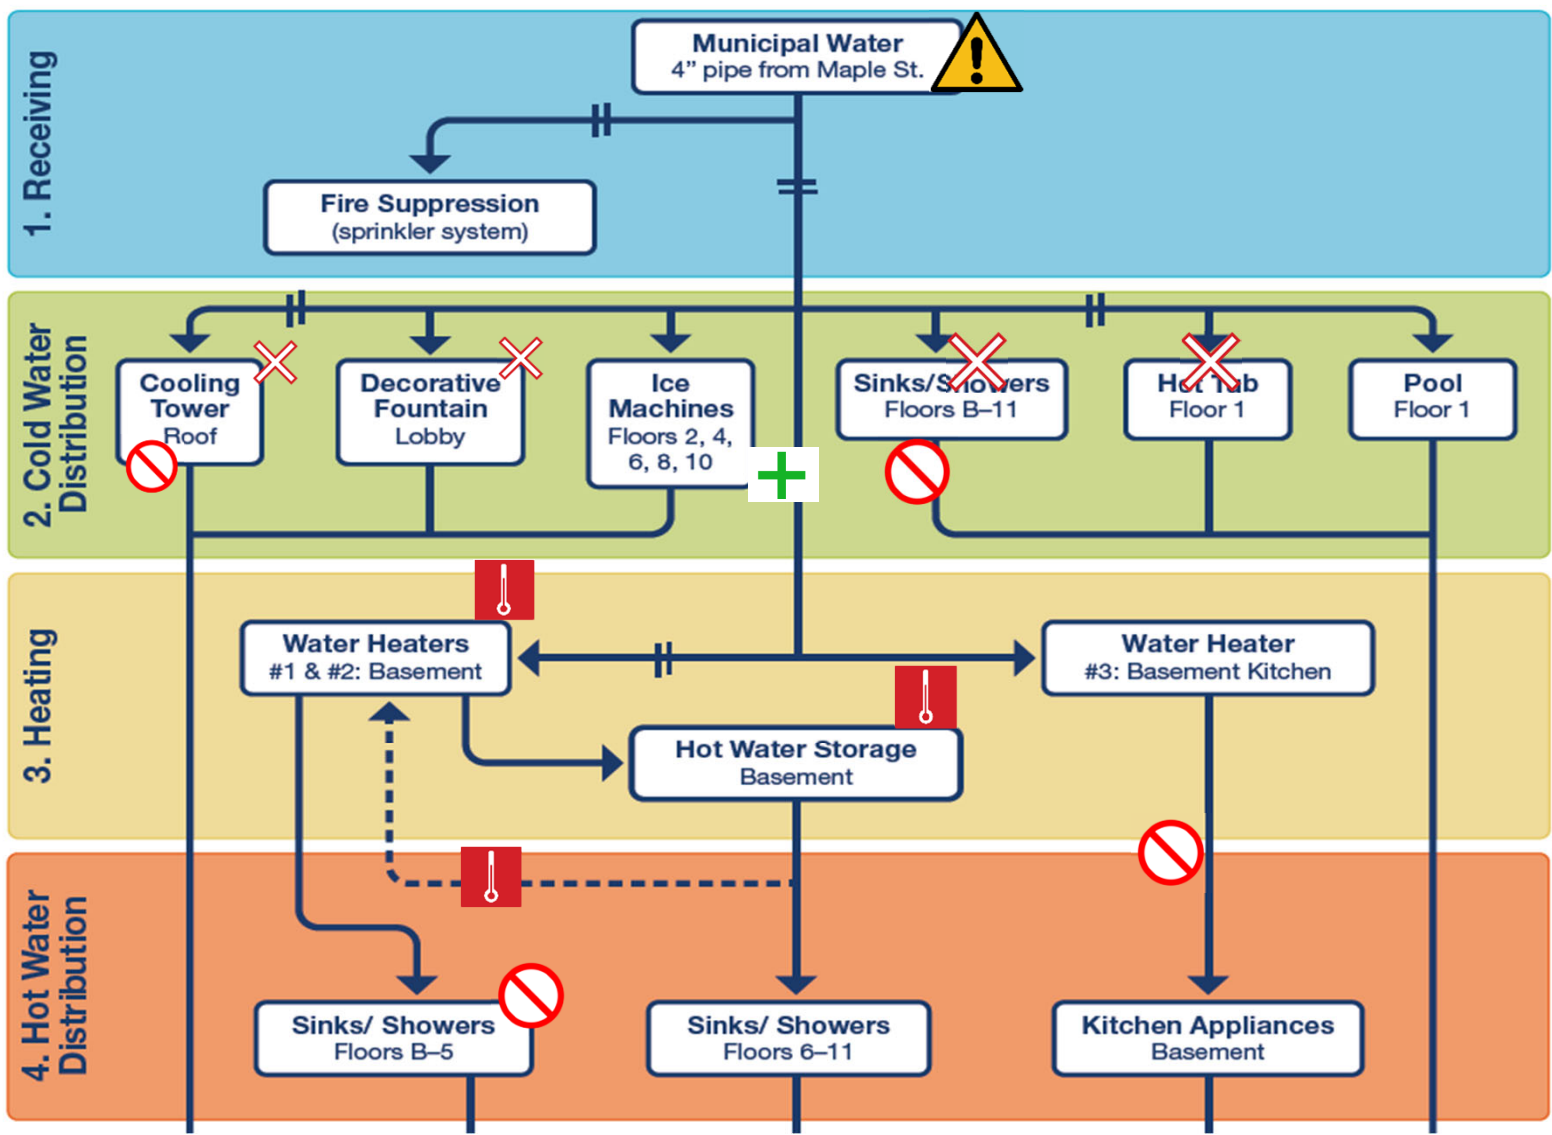 1. Receiving
Municipal Water
4” pipe from Maple St.
Fire Suppression
(sprinkler system)
2. Cold Water
Distribution
Cooling
Tower
Roof
Decorative
Fountain
Lobby
Ice
Machines
Floors 2, 4,
6, 8, 10
Sinks/Showers
Floors B–11
Hot Tub
Floor 1
Pool
Floor 1
3. Heating
Water Heaters
#1 & #2: Basement
Water Heater
#3: Basement Kitchen
Hot Water Storage
Basement
4. Hot Water
Distribution
Sinks/ Showers
Floors B–5
Sinks/ Showers
Floors 6–11
Kitchen Appliances
Basement